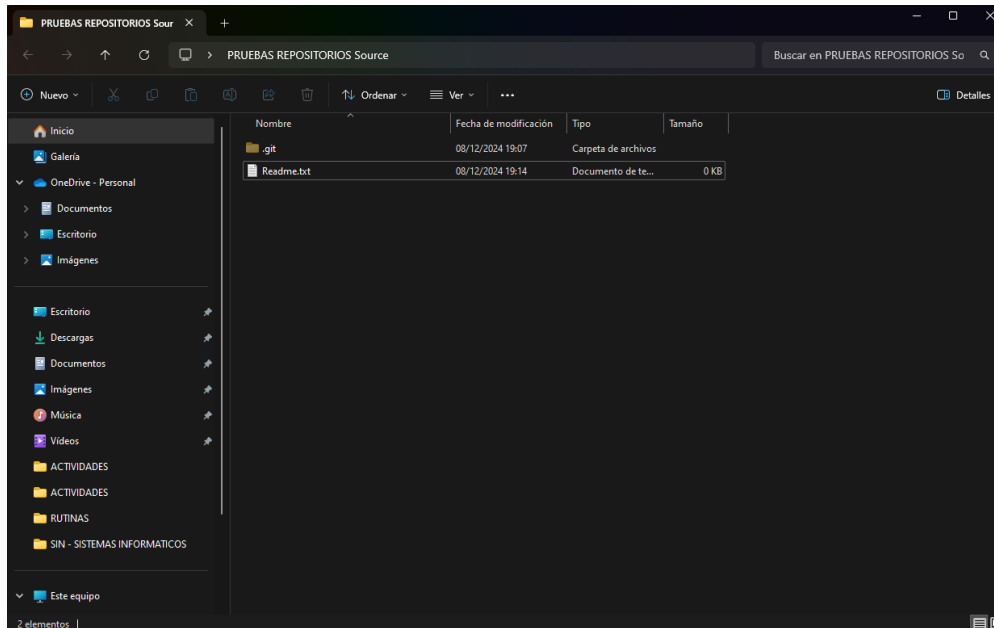 PRUEBAS REPOSITORIOS Sour
PRUEBAS REPOSITORIOS Source
Buscar en PRUEBAS REPOSITORIOS So
Nuevo
Ordenar
Ver
Detalles
Inicio
Galería
OneDrive - Personal
Documentos
Escritorio
Imágenes
Escritorio
Descargas
Documentos
Imágenes
Música
Vídeos
ACTIVIDADES
ACTIVIDADES
RUTINAS
SIN - SISTEMAS INFORMATICOS
Este equipo
Nombre Fecha de modificación Tipo Tamaño
.git 08/12/2024 19:07 Carpeta de archivos
Readme.txt 08/12/2024 19:14 Documento de te... 0 KB
2 elementos